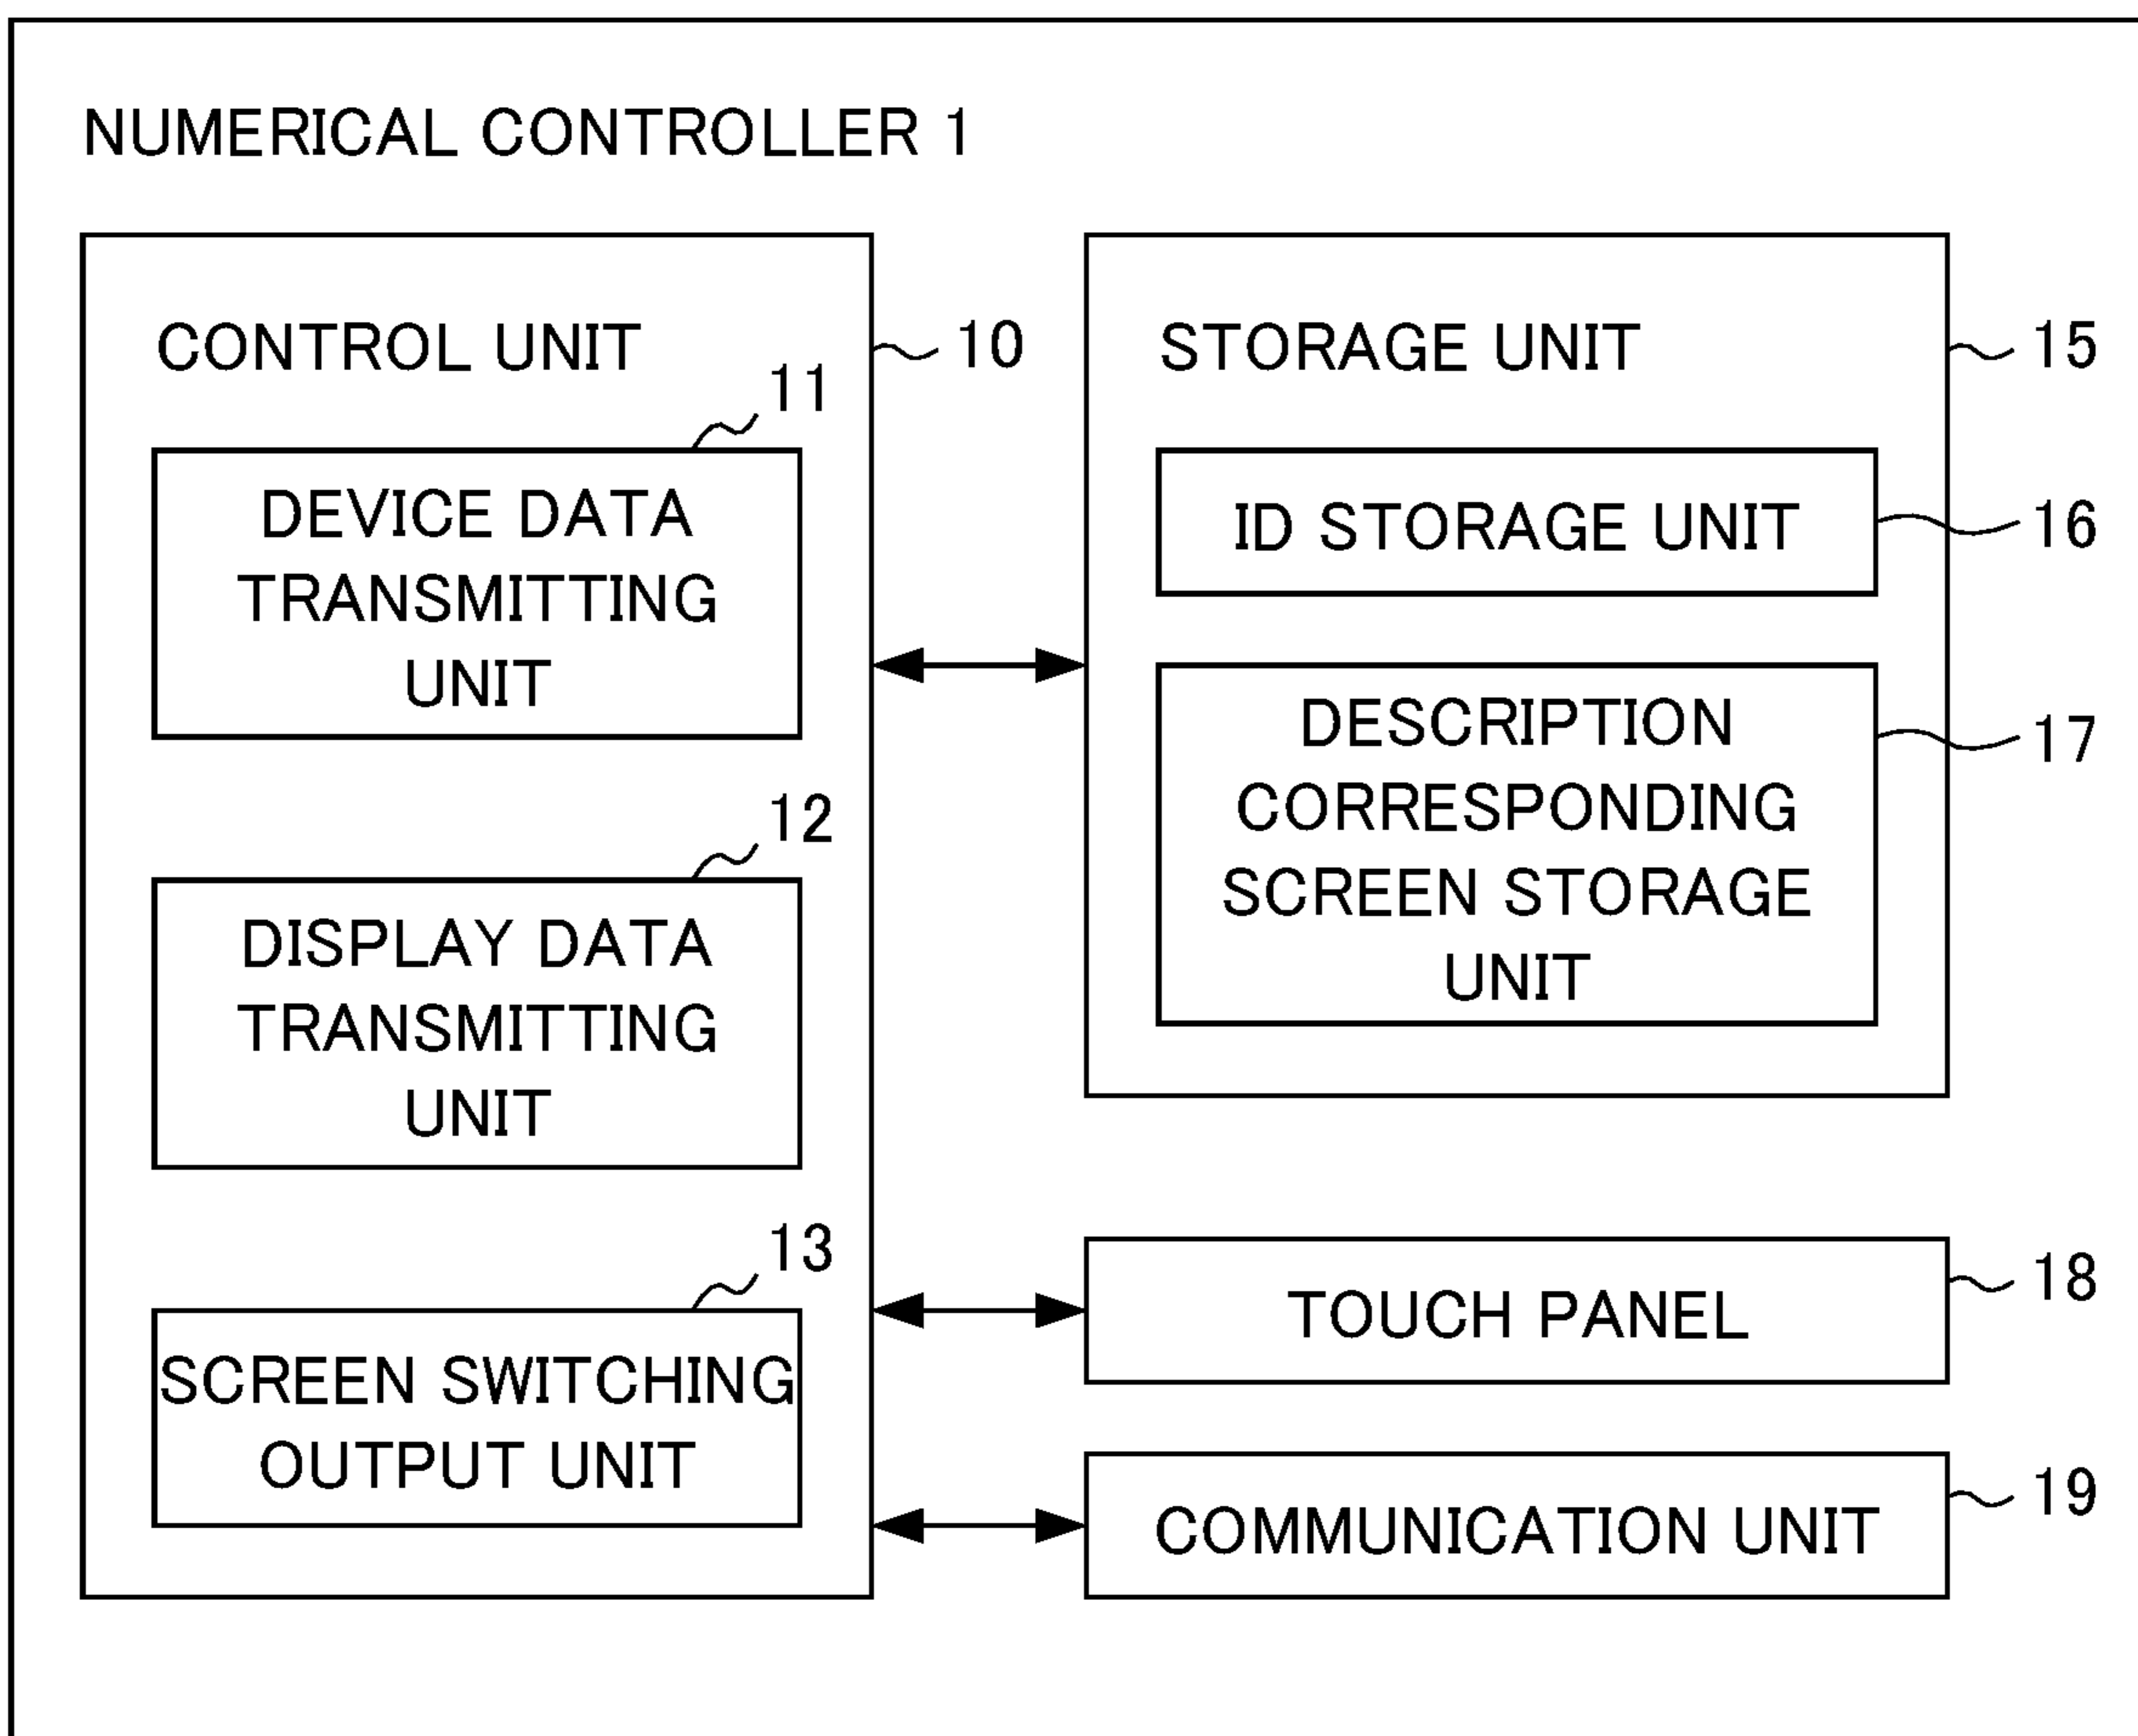 NUMERICAL CONTROLLER 1
CONTROL UNIT
10
11
DEVICE DATA
TRANSMITTING
UNIT
12
DISPLAY DATA
TRANSMITTING
UNIT
13
SCREEN SWITCHING
OUTPUT UNIT
STORAGE UNIT
15
ID STORAGE UNIT
16
DESCRIPTION
CORRESPONDING
SCREEN STORAGE
UNIT
17
TOUCH PANEL
18
COMMUNICATION UNIT
19